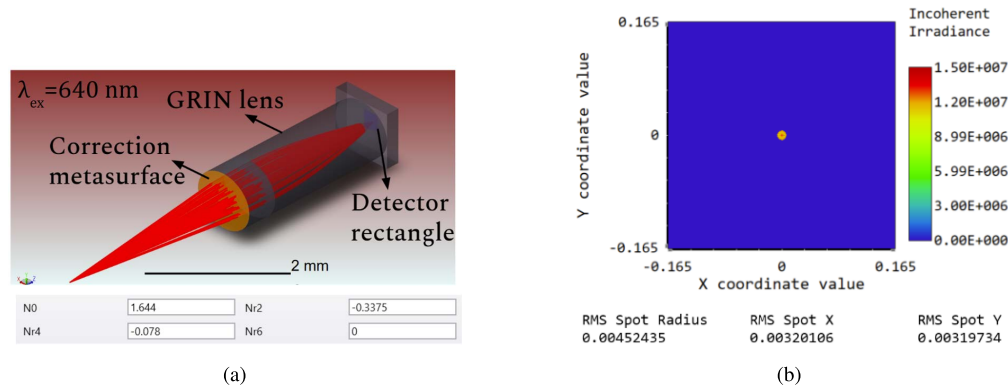 λex=640 nm
GRIN lens
Correction
metasurface
Detector
rectangle
2 mm
N0 1.644 Nr2 -0.3375
Nr4 -0.078 Nr6 0
(a)
Incoherent
Irradiance
0.165
0
-0.165
Y coordinate value
-0.165 0 0.165
X coordinate value
1.50E+007
1.20E+007
8.99E+006
5.99E+006
3.00E+006
0.00E+000
RMS Spot Radius RMS Spot X RMS Spot Y
0.00452435 0.00320106 0.00319734
(b)